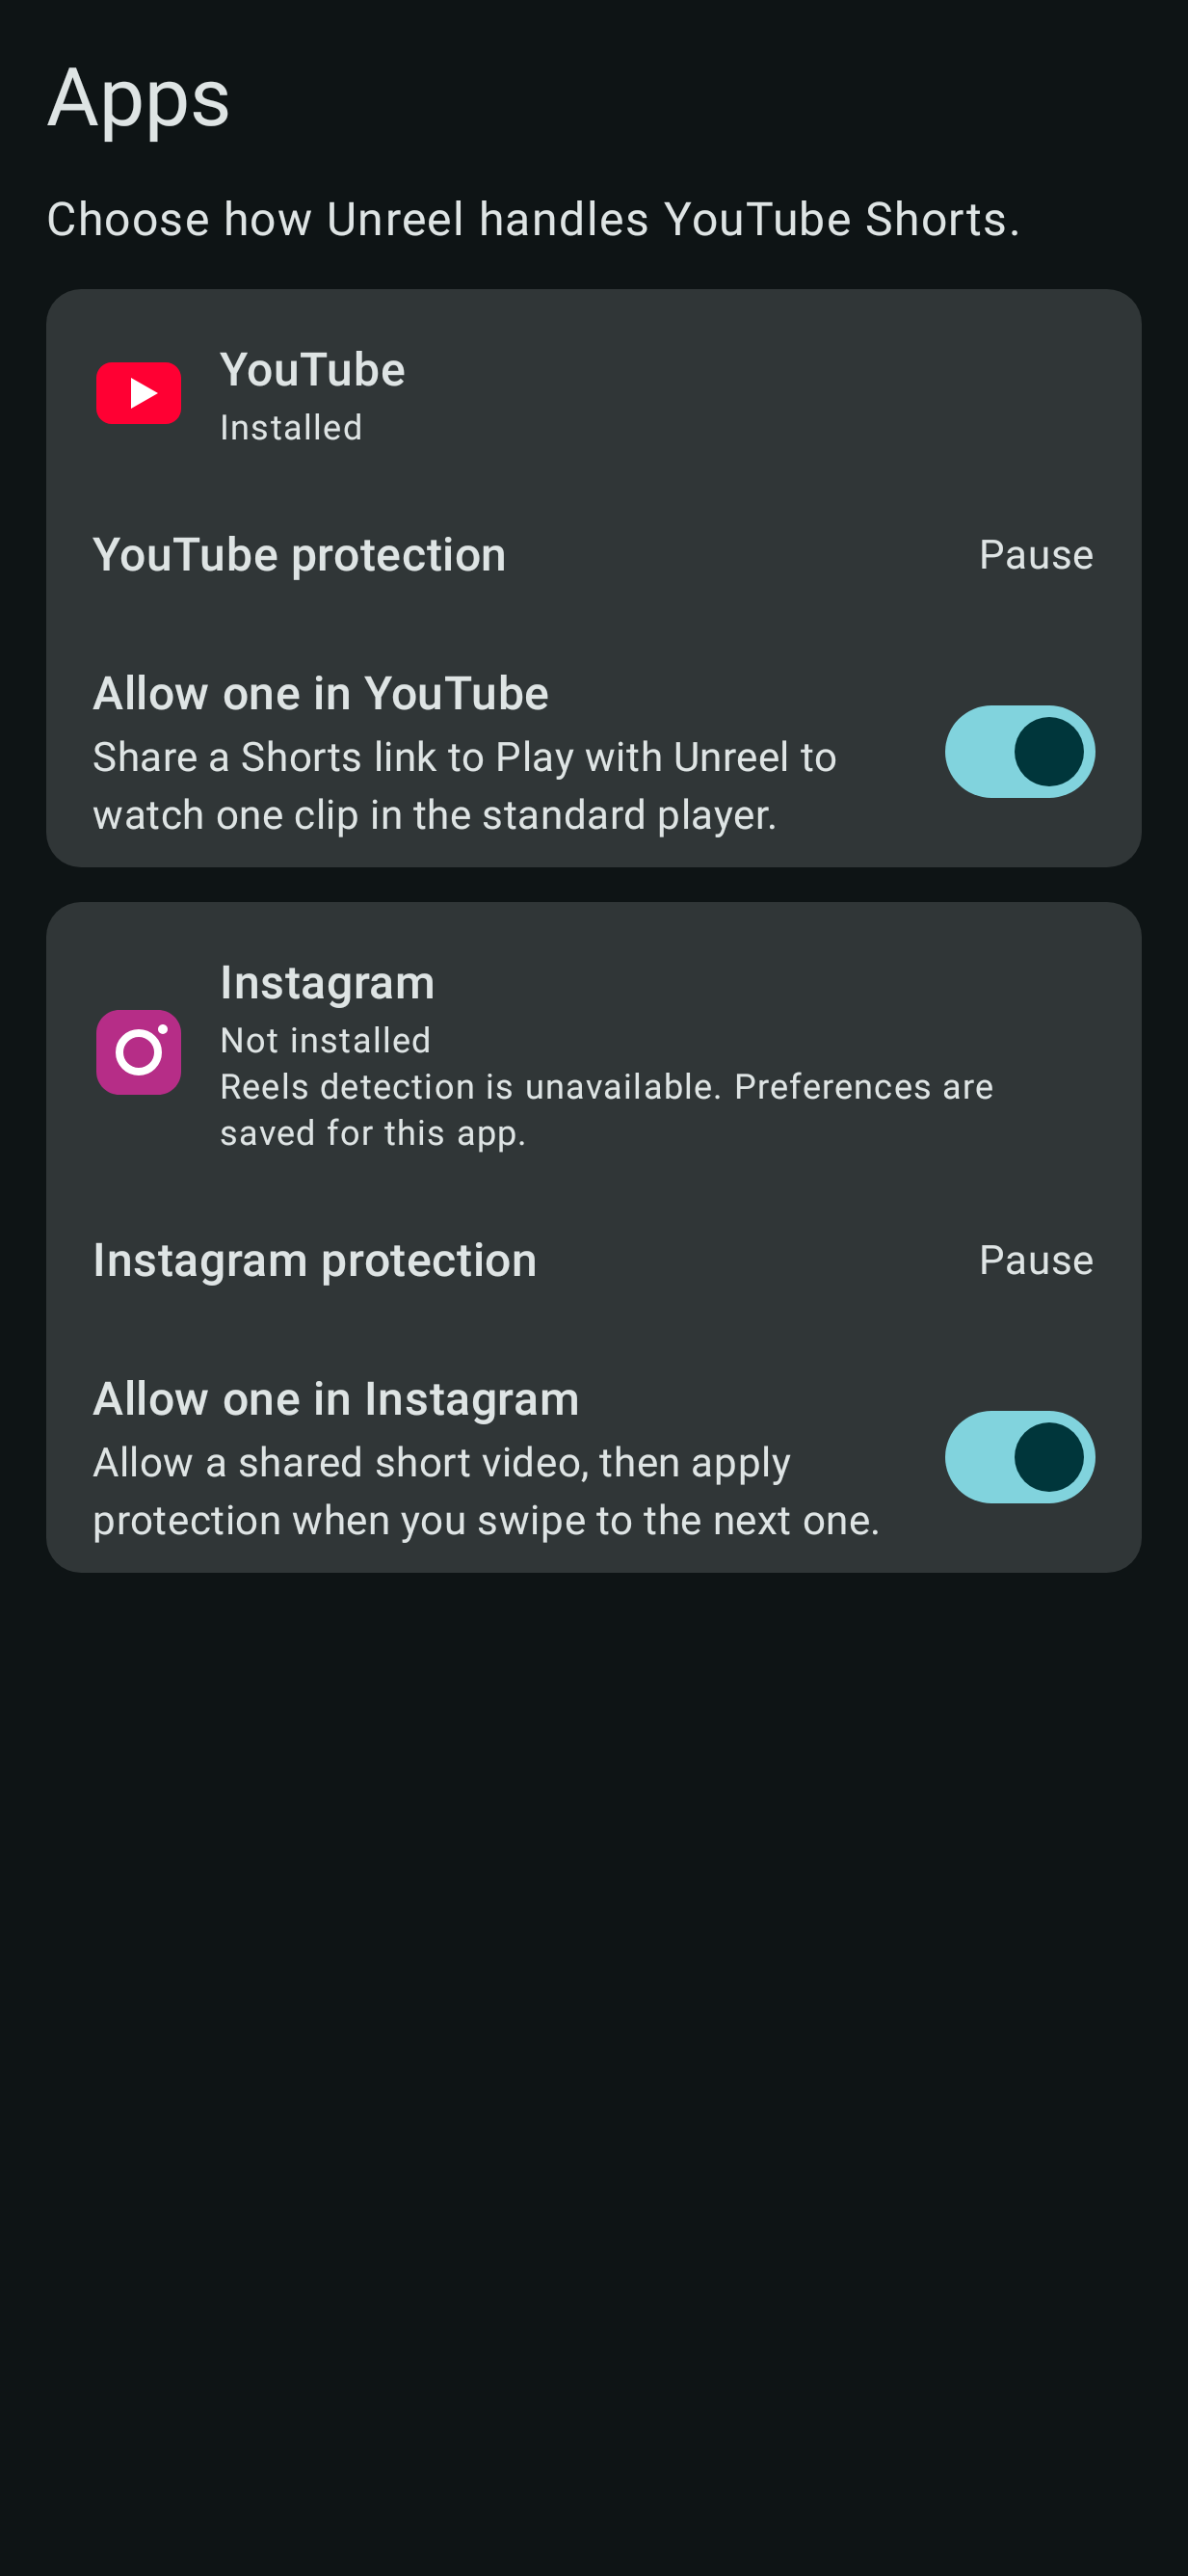 Apps
Choose how Unreel handles YouTube Shorts.
YouTube
Installed
YouTube protection
Pause
Allow one in YouTube
Share a Shorts link to Play with Unreel to
watch one clip in the standard player.
Instagram
Not installed
Reels detection is unavailable. Preferences are
saved for this app.
Instagram protection
Pause
Allow one in Instagram
Allow a shared short video, then apply
protection when you swipe to the next one.